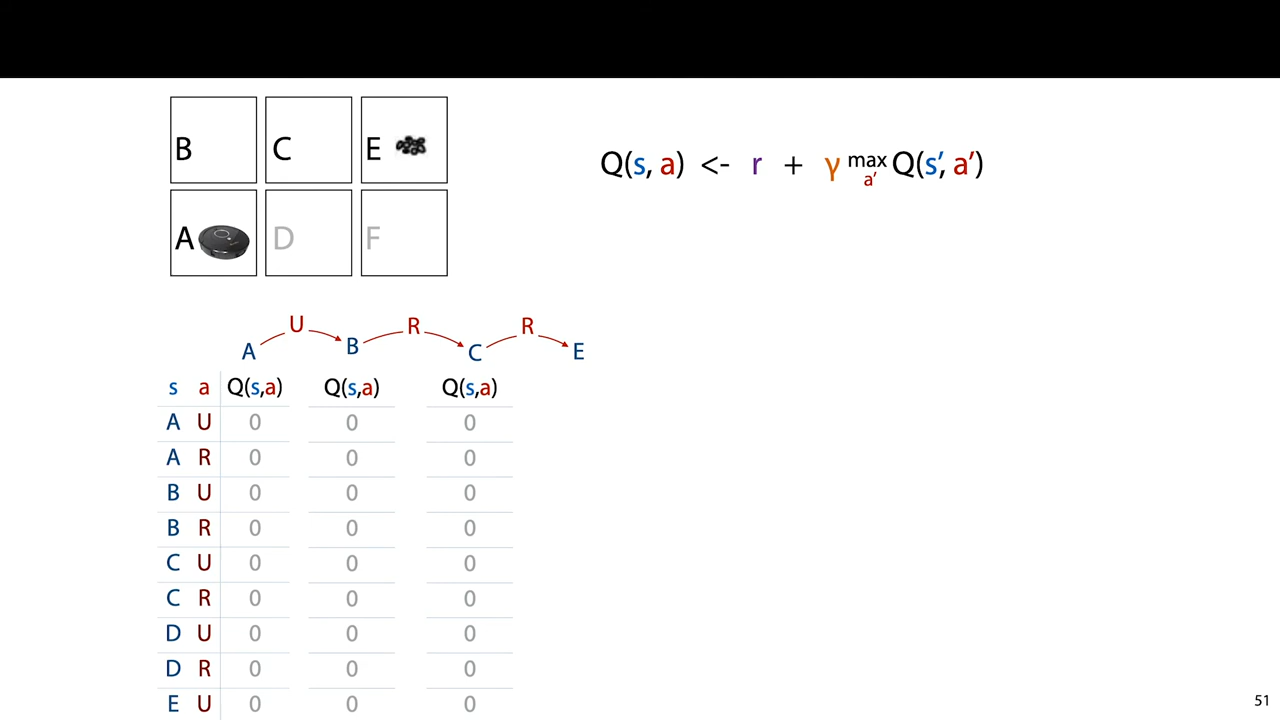 B C E
A D F
Q(s, a) <- r + γ max a' Q(s', a')
U R R
A B C E
s a Q(s,a) Q(s,a) Q(s,a)
A U 0 0 0
A R 0 0 0
B U 0 0 0
B R 0 0 0
C U 0 0 0
C R 0 0 0
D U 0 0 0
D R 0 0 0
E U 0 0 0
51